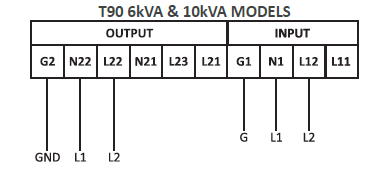 T90 6kVA & 10kVA MODELS
OUTPUT INPUT
G2 N22 L22 N21 L23 L21 G1 N1 L12 L11
G L1 L2
GND L1 L2